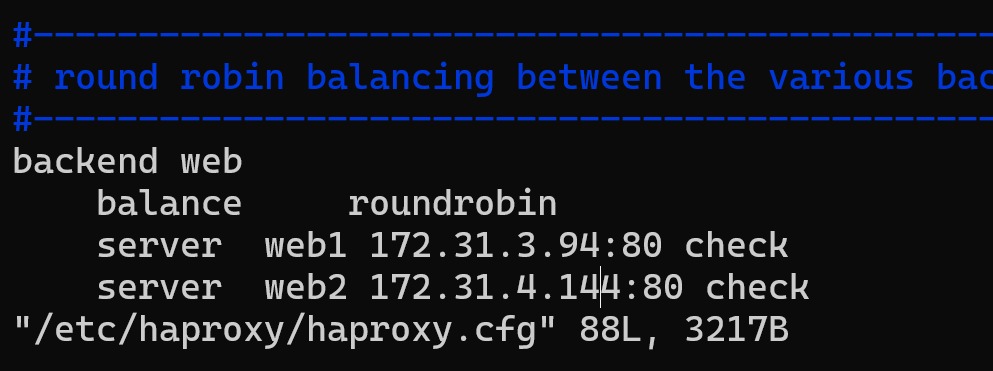 #----------------------------------------------
# round robin balancing between the various bac
#----------------------------------------------
backend web
    balance     roundrobin
    server  web1 172.31.3.94:80 check
    server  web2 172.31.4.144:80 check
"/etc/haproxy/haproxy.cfg" 88L, 3217B